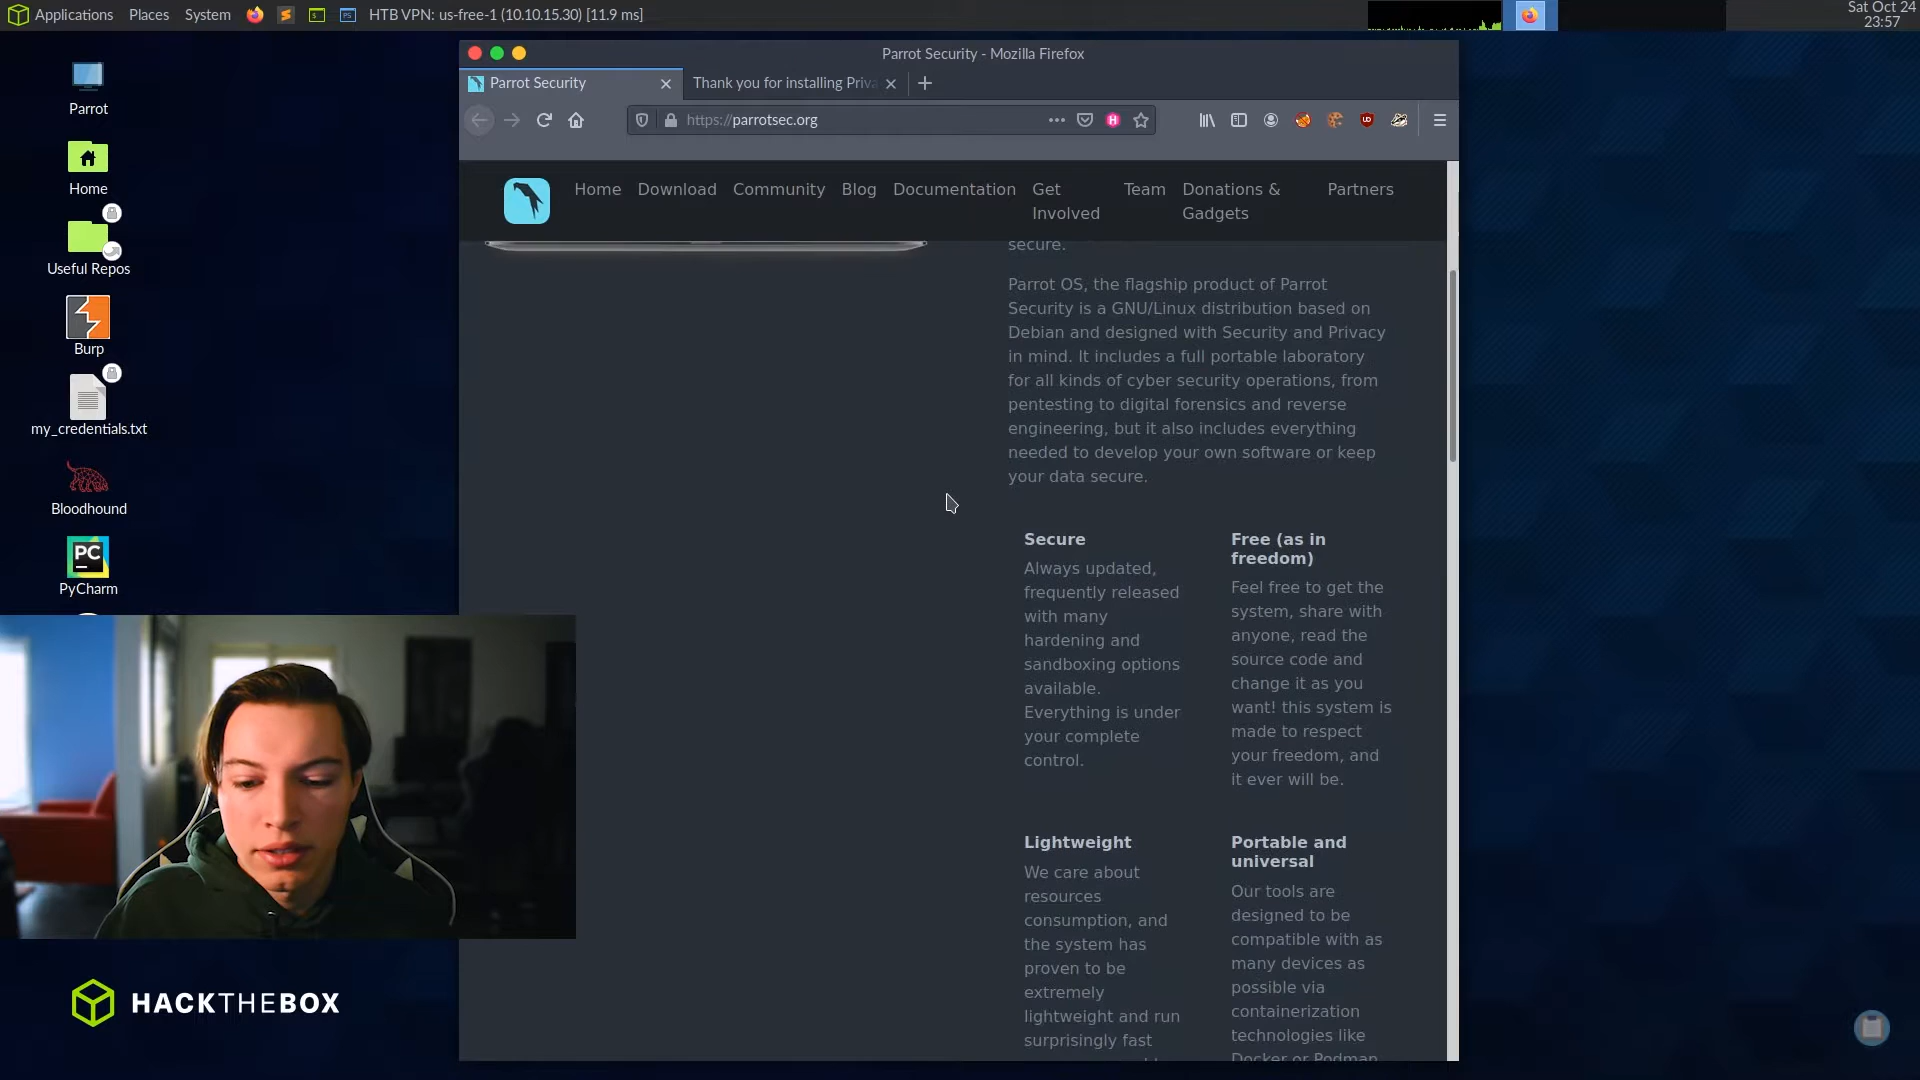 Applications Places System HTB VPN: us-free-1 (10.10.15.30) [11.9 ms]
Sat Oct 24
23:57
Parrot
Home
Useful Repos
Burp
my_credentials.txt
Bloodhound
PC
PyCharm
HACKTHEBOX
Parrot Security - Mozilla Firefox
Parrot Security
Thank you for installing Priva
https://parrotsec.org
Home Download Community Blog Documentation Get Involved Team Donations & Gadgets Partners
secure.
Parrot OS, the flagship product of Parrot
Security is a GNU/Linux distribution based on
Debian and designed with Security and Privacy
in mind. It includes a full portable laboratory
for all kinds of cyber security operations, from
pentesting to digital forensics and reverse
engineering, but it also includes everything
needed to develop your own software or keep
your data secure.
Secure
Always updated,
frequently released
with many
hardening and
sandboxing options
available.
Everything is under
your complete
control.
Free (as in
freedom)
Feel free to get the
system, share with
anyone, read the
source code and
change it as you
want! this system is
made to respect
your freedom, and
it ever will be.
Lightweight
We care about
resources
consumption, and
the system has
proven to be
extremely
lightweight and run
surprisingly fast
Portable and
universal
Our tools are
designed to be
compatible with as
many devices as
possible via
containerization
technologies like
Docker or Podman